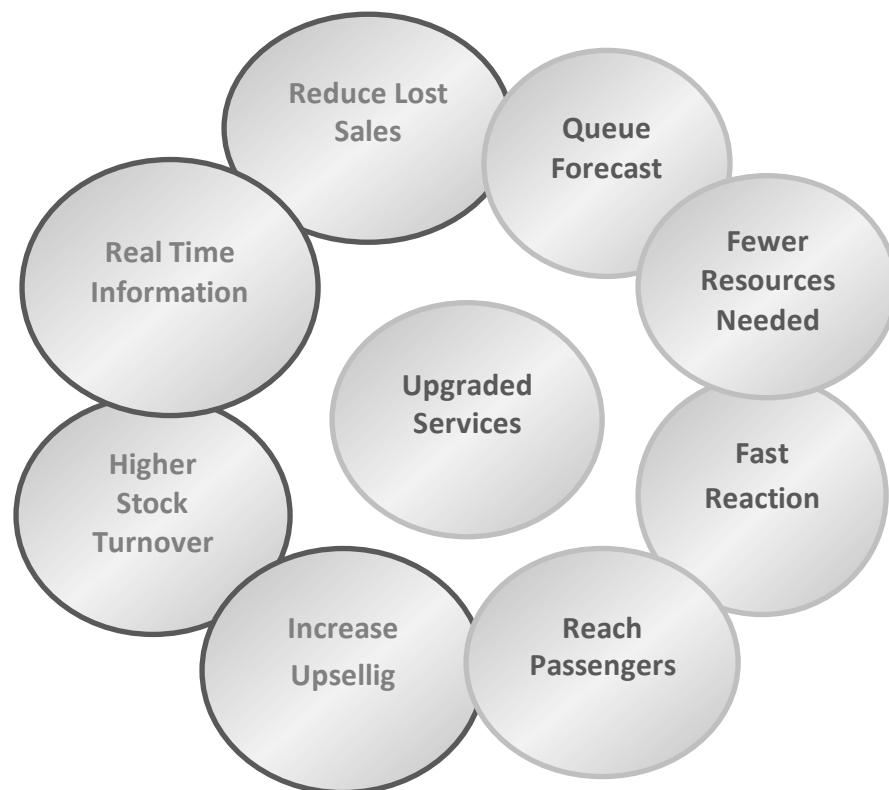 Reduce Lost
Sales
Queue
Forecast
Fewer
Resources
Needed
Real Time
Information
Upgraded
Services
Fast
Reaction
Higher
Stock
Turnover
Increase
Upsellig
Reach
Passengers